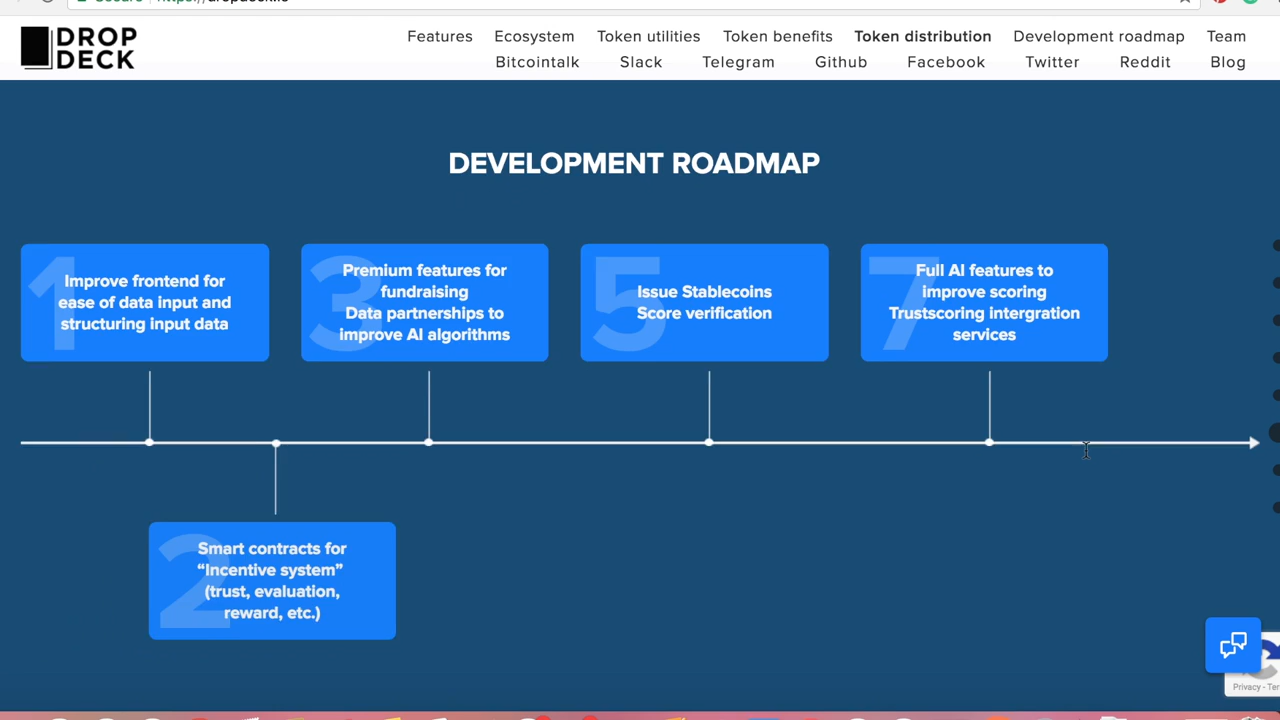 DROP
DECK
Features Ecosystem Token utilities Token benefits Token distribution Development roadmap Team
Bitcointalk Slack Telegram Github Facebook Twitter Reddit Blog
DEVELOPMENT ROADMAP
1
Improve frontend for
ease of data input and
structuring input data
3
Premium features for
fundraising
Data partnerships to
improve AI algorithms
5
Issue Stablecoins
Score verification
7
Full AI features to
improve scoring
Trustscoring intergration
services
2
Smart contracts for
“Incentive system”
(trust, evaluation,
reward, etc.)
Privacy - Ter